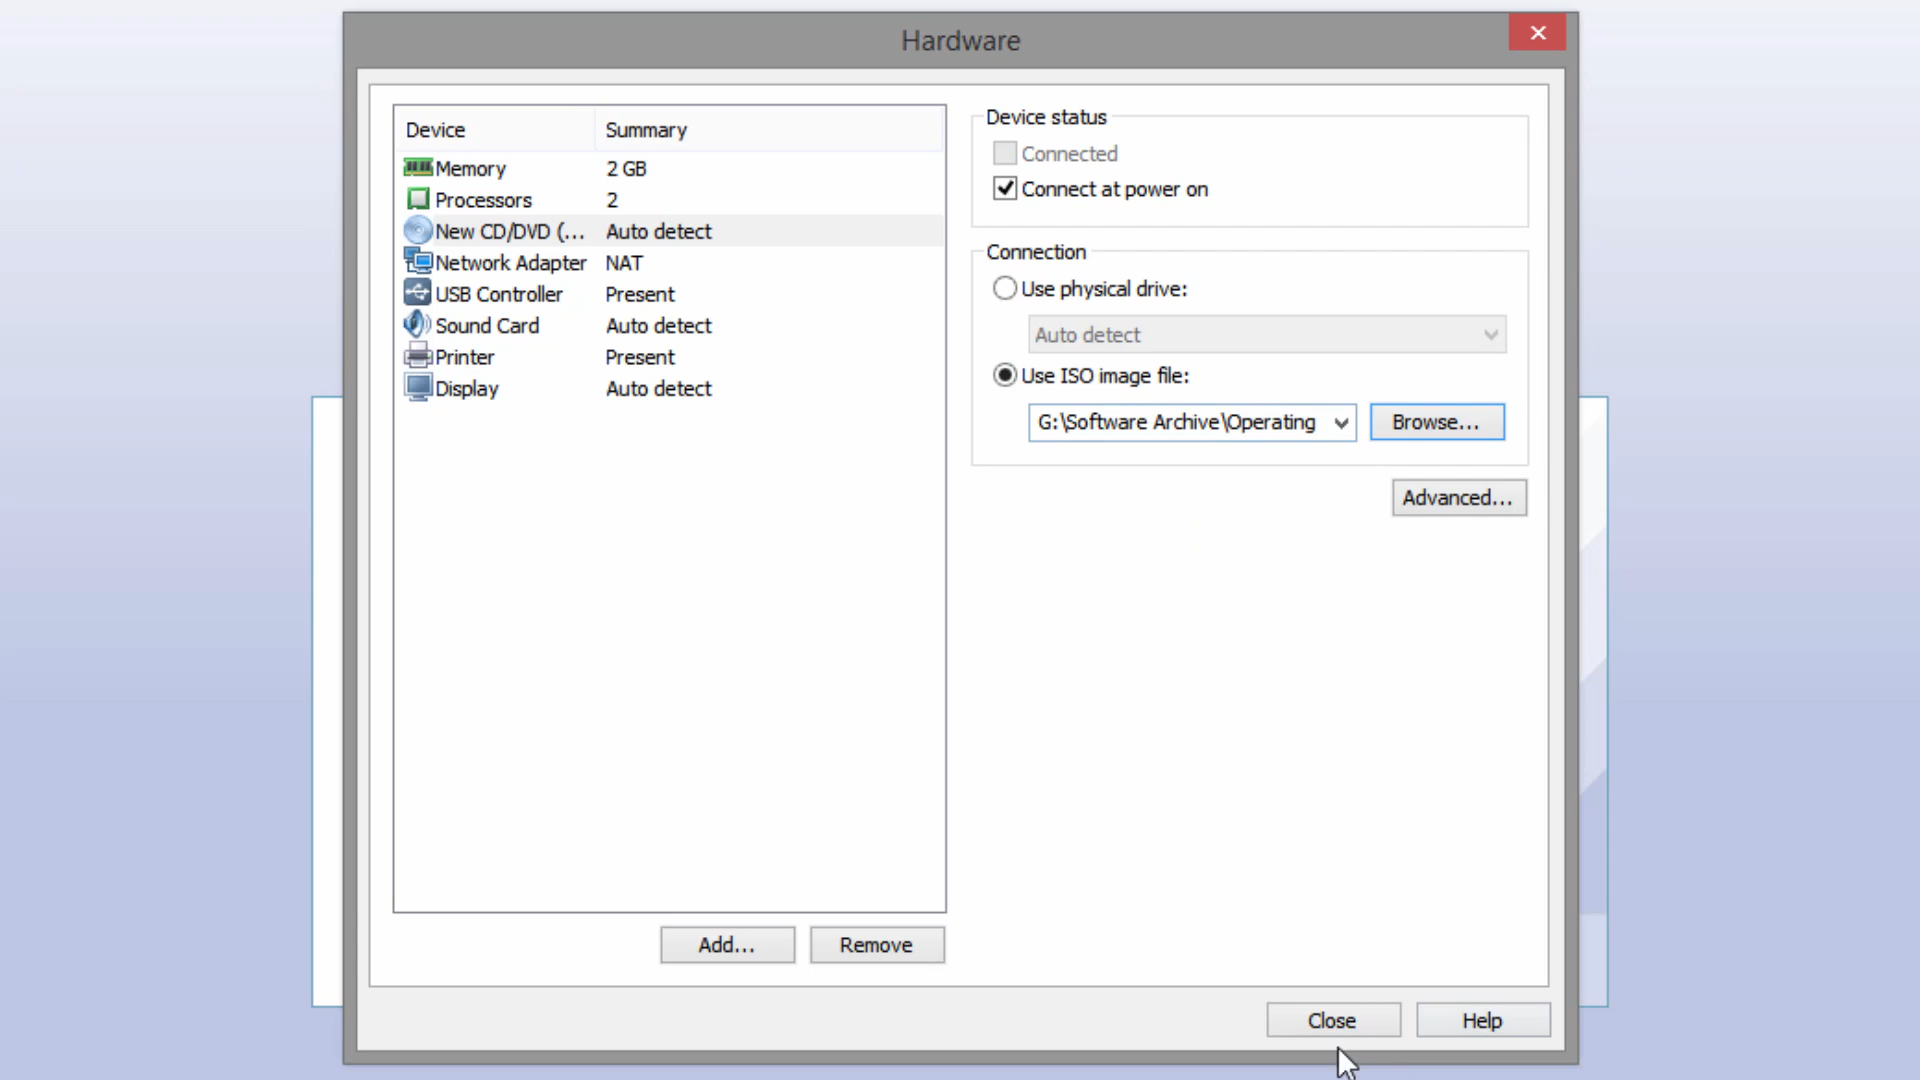 Hardware
Device Summary
Memory 2 GB
Processors 2
New CD/DVD (... Auto detect
Network Adapter NAT
USB Controller Present
Sound Card Auto detect
Printer Present
Display Auto detect
Add... Remove
Device status
Connected
Connect at power on
Connection
Use physical drive:
Auto detect
Use ISO image file:
G:\Software Archive\Operating Browse...
Advanced...
Close Help